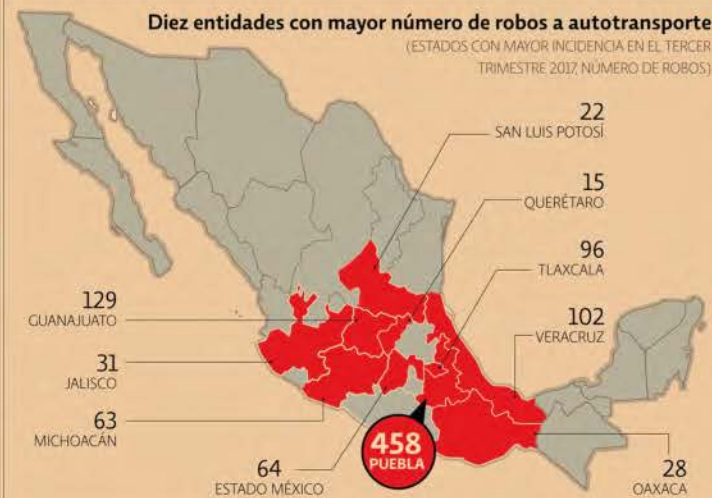 Diez entidades con mayor número de robos a autotransporte
(ESTADOS CON MAYOR INCIDENCIA EN EL TERCER
TRIMESTRE 2017, NÚMERO DE ROBOS)
22
SAN LUIS POTOSÍ
15
QUERÉTARO
96
TLAXCALA
102
VERACRUZ
129
GUANAJUATO
31
JALISCO
63
MICHOACÁN
64
ESTADO MÉXICO
458
PUEBLA
28
OAXACA